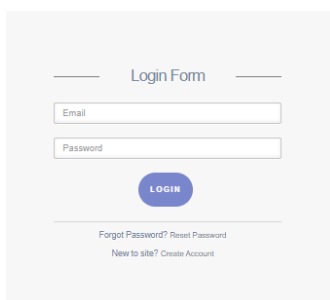 Login Form
Email
Password
LOGIN
Forgot Password? Reset Password
New to site? Create Account